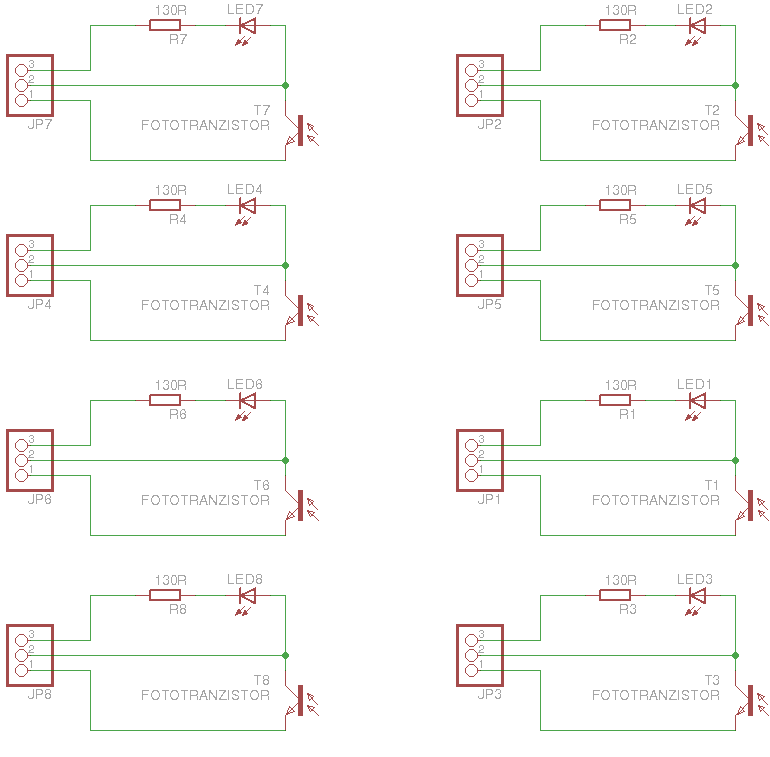 130R LED7
R7
3
2
1
JP7
T7
FOTOTRANZISTOR
130R LED2
R2
3
2
1
JP2
T2
FOTOTRANZISTOR
130R LED4
R4
3
2
1
JP4
T4
FOTOTRANZISTOR
130R LED5
R5
3
2
1
JP5
T5
FOTOTRANZISTOR
130R LED6
R6
3
2
1
JP6
T6
FOTOTRANZISTOR
130R LED1
R1
3
2
1
JP1
T1
FOTOTRANZISTOR
130R LED8
R8
3
2
1
JP8
T8
FOTOTRANZISTOR
130R LED3
R3
3
2
1
JP3
T3
FOTOTRANZISTOR